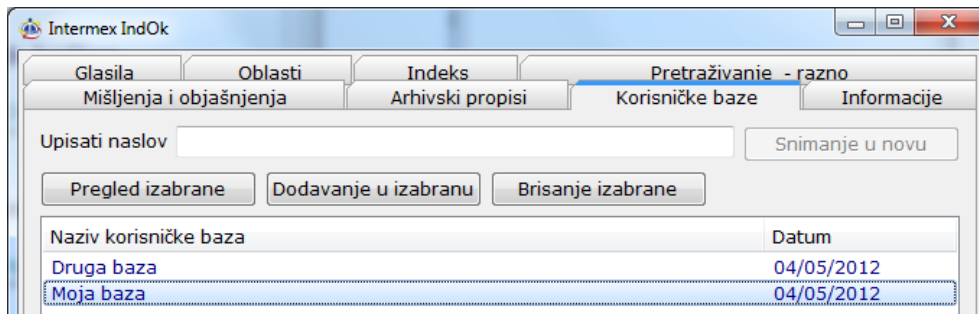 Intermex IndOk
Glasila Oblasti Indeks Pretraživanje - razno
Mišljenja i objašnjenja Arhivski propisi Korisničke baze Informacije
Upisati naslov Snimanje u novu
Pregled izabrane Dodavanje u izabranu Brisanje izabrane
Naziv korisničke baza Datum
Druga baza 04/05/2012
Moja baza 04/05/2012